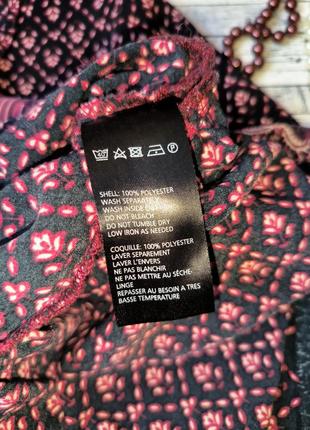 P
SHELL: 100% POLYESTER
WASH SEPARATELY
WASH INSIDE OUT
DO NOT BLEACH
DO NOT TUMBLE DRY
LOW IRON AS NEEDED
COQUILLE: 100% POLYESTER
LAVER SEPAREMENT
LAVER L'ENVERS
NE PAS BLANCHIR
NE PAS METTRE AU SÈCHE-
LINGE
REPASSER AU BESOIN A TRES
BASSE TEMPERATURE